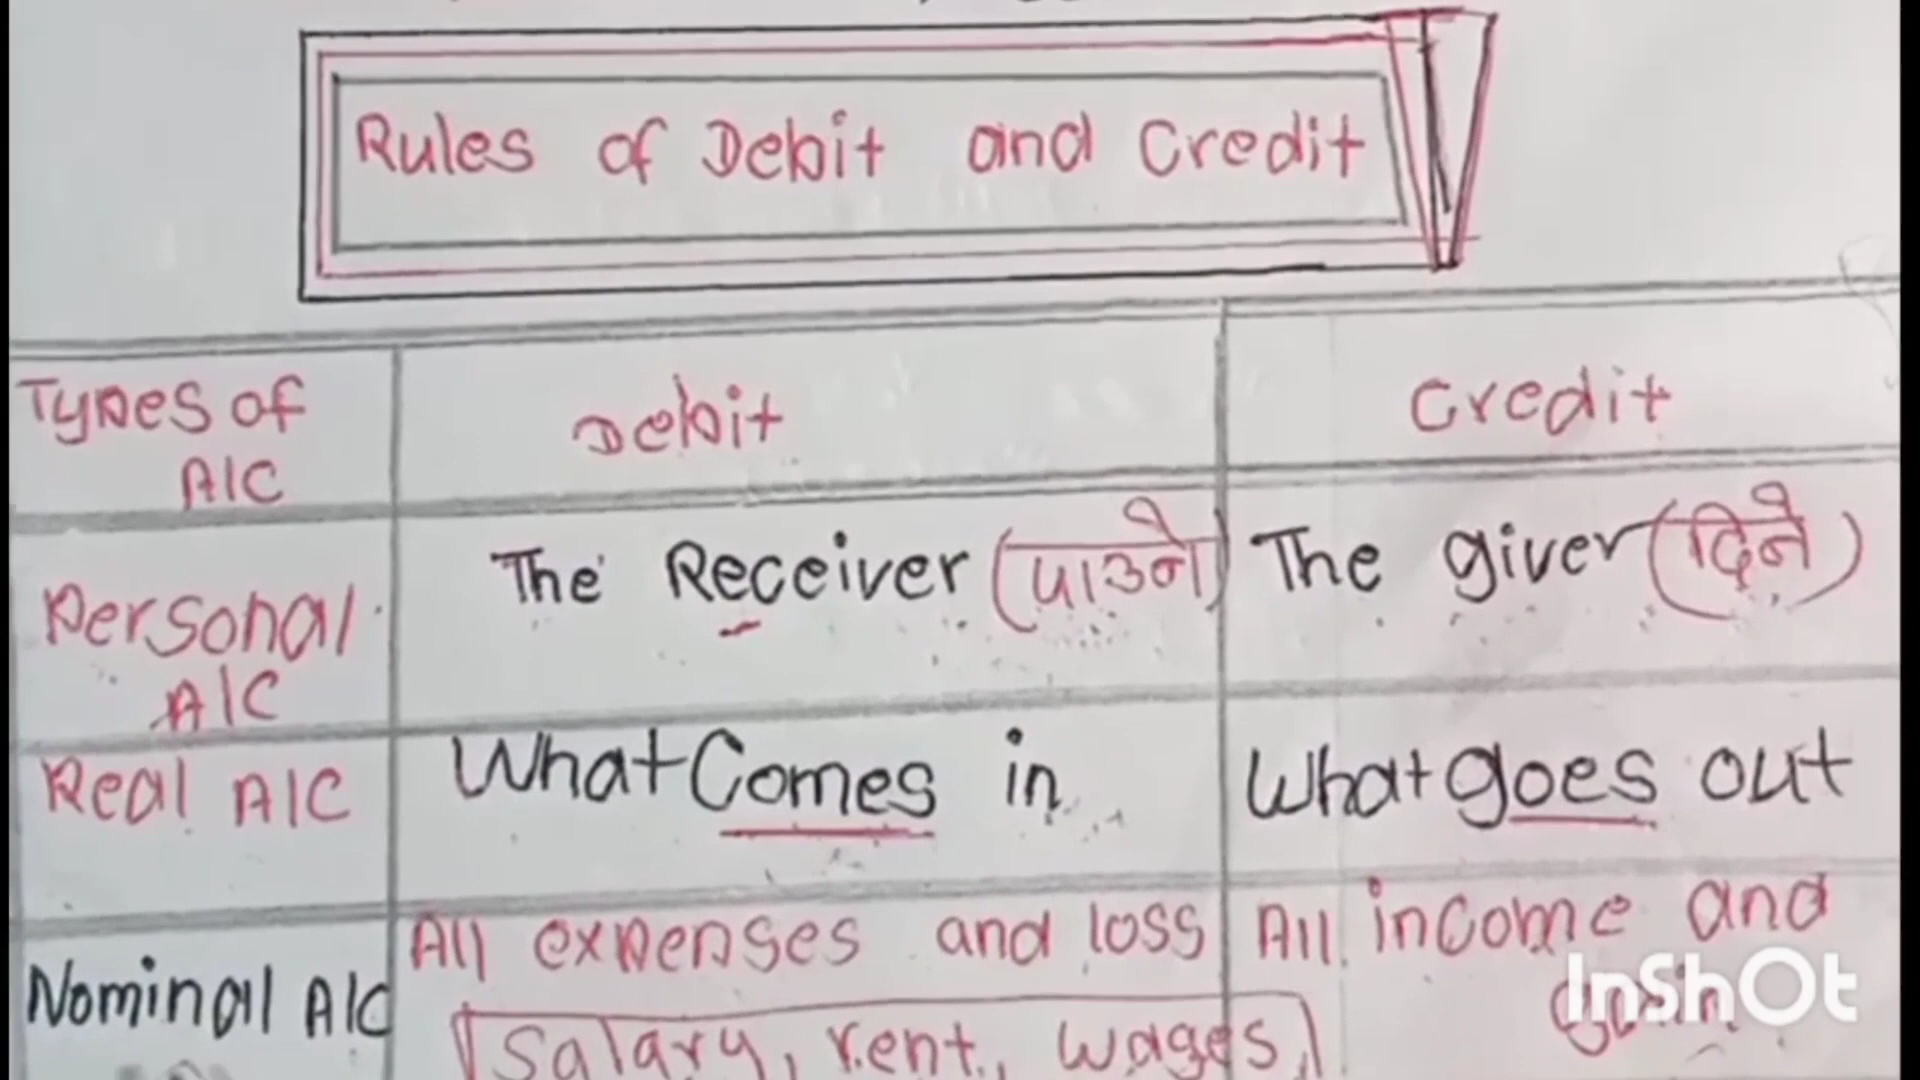 Rules of Debit and Credit
Types of A/C
Debit
Credit
Personal A/C
The Receiver (पाउने)
The giver (दिने)
Real A/C
What Comes in
What goes out
Nominal A/C
All expenses and loss
Salary, rent, wages,
All income and
Gain
InShOt